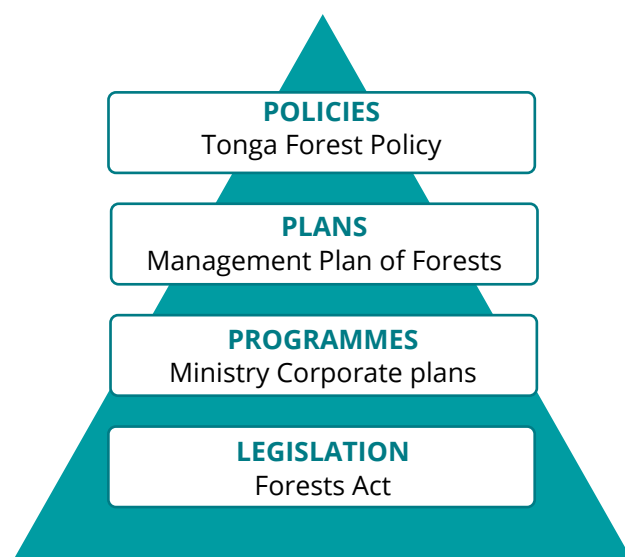 POLICIES
Tonga Forest Policy
PLANS
Management Plan of Forests
PROGRAMMES
Ministry Corporate plans
LEGISLATION
Forests Act